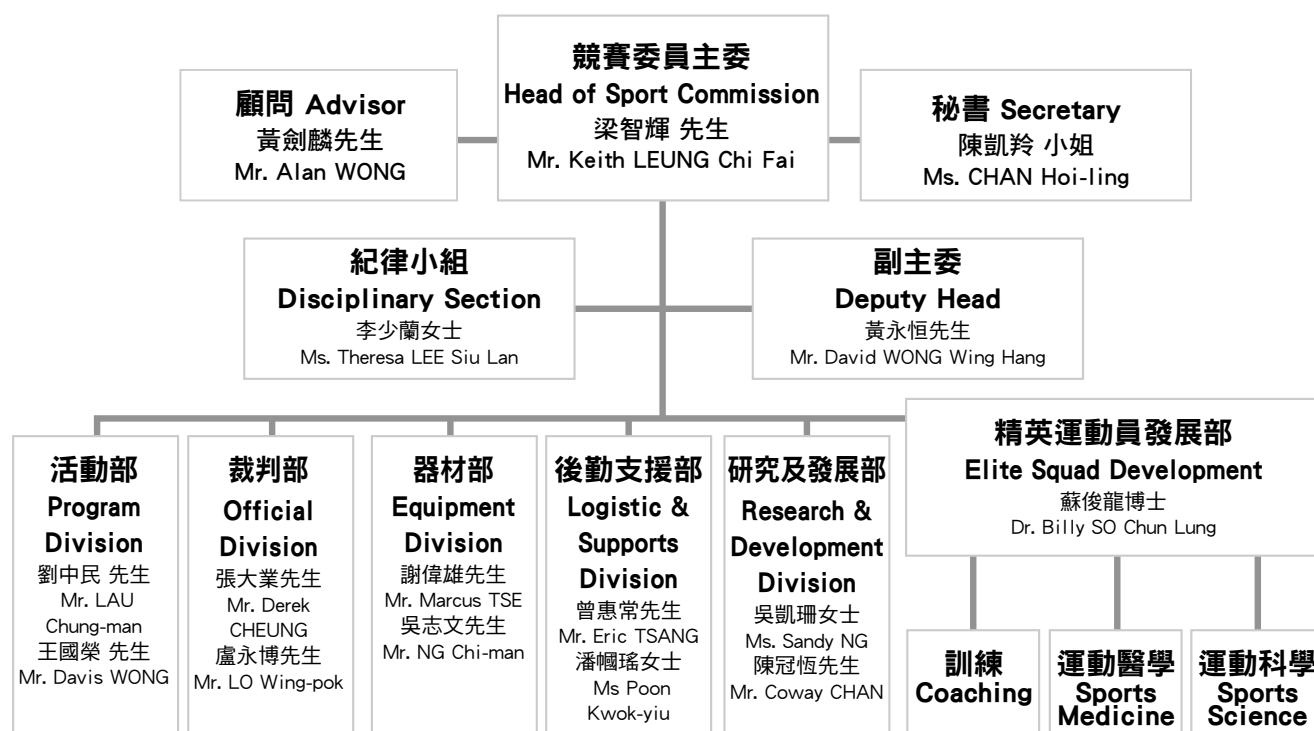 競賽委員主委
Head of Sport Commission
梁智輝 先生
Mr. Keith LEUNG Chi Fai
顧問 Advisor
黃劍麟先生
Mr. Alan WONG
秘書 Secretary
陳凱羚 小姐
Ms. CHAN Hoi-ling
紀律小組
Disciplinary Section
李少蘭女士
Ms. Theresa LEE Siu Lan
副主委
Deputy Head
黃永恒先生
Mr. David WONG Wing Hang
活動部
Program
Division
劉中民 先生
Mr. LAU
Chung-man
王國榮 先生
Mr. Davis WONG
裁判部
Official
Division
張大業先生
Mr. Derek
CHEUNG
盧永博先生
Mr. LO Wing-pok
器材部
Equipment
Division
謝偉雄先生
Mr. Marcus TSE
吳志文先生
Mr. NG Chi-man
後勤支援部
Logistic &
Supports
Division
曾惠常先生
Mr. Eric TSANG
潘幗瑤女士
Ms Poon
Kwok-yiu
研究及發展部
Research &
Development
Division
吳凱珊女士
Ms. Sandy NG
陳冠恆先生
Mr. Coway CHAN
精英運動員發展部
Elite Squad Development
蘇俊龍博士
Dr. Billy SO Chun Lung
訓練
Coaching
運動醫學
Sports
Medicine
運動科學
Sports
Science